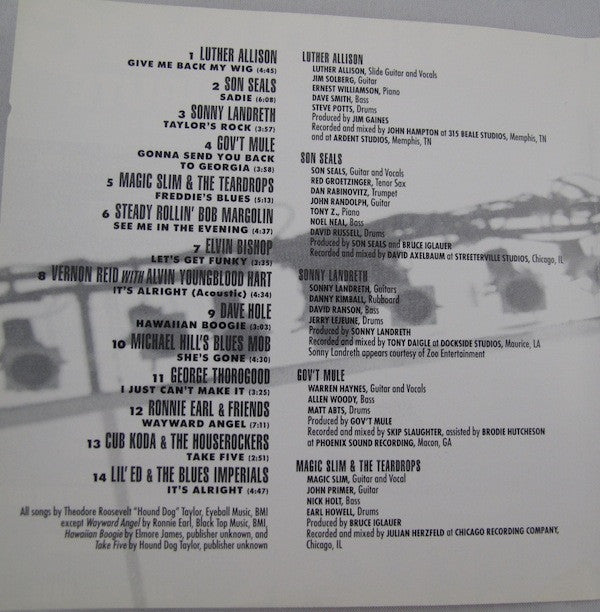 1 LUTHER ALLISON
GIVE ME BACK MY WIG (4:45)
2 SON SEALS
SADIE (6:08)
3 SONNY LANDRETH
TAYLOR'S ROCK (3:57)
4 GOV'T MULE
GONNA SEND YOU BACK
TO GEORGIA (3:58)
5 MAGIC SLIM & THE TEARDROPS
FREDDIE'S BLUES (5:13)
6 STEADY ROLLIN' BOB MARGOLIN
SEE ME IN THE EVENING (4:37)
7 ELVIN BISHOP
LET'S GET FUNKY (3:35)
8 VERNON REID WITH ALVIN YOUNGBLOOD HART
IT'S ALRIGHT (Acoustic) (4:34)
9 DAVE HOLE
HAWAIIAN BOOGIE (3:03)
10 MICHAEL HILL'S BLUES MOB
SHE'S GONE (4:30)
11 GEORGE THOROGOOD
I JUST CAN'T MAKE IT (3:25)
12 RONNIE EARL & FRIENDS
WAYWARD ANGEL (7:11)
13 CUB KODA & THE HOUSEROCKERS
TAKE FIVE (2:51)
14 LIL' ED & THE BLUES IMPERIALS
IT'S ALRIGHT (4:47)
All songs by Theodore Roosevelt "Hound Dog" Taylor, Eyeball Music, BMI
except Wayward Angel by Ronnie Earl, Black Top Music, BMI,
Hawaiian Boogie by Elmore James, publisher unknown, and
Take Five by Hound Dog Taylor, publisher unknown
LUTHER ALLISON
LUTHER ALLISON, Slide Guitar and Vocals
JIM SOLBERG, Guitar
ERNEST WILLIAMSON, Piano
DAVE SMITH, Bass
STEVE POTTS, Drums
Produced by JIM GAINES
Recorded and mixed by JOHN HAMPTON at 315 BEALE STUDIOS, Memphis, TN
and at ARDENT STUDIOS, Memphis, TN
SON SEALS
SON SEALS, Guitar and Vocals
RED GROETZINGER, Tenor Sax
DAN RABINOVITZ, Trumpet
JOHN RANDOLPH, Guitar
TONY Z., Piano
NOEL NEAL, Bass
DAVID RUSSELL, Drums
Produced by SON SEALS and BRUCE IGLAUER
Recorded and mixed by DAVID AXELBAUM at STREETERVILLE STUDIOS, Chicago, IL
SONNY LANDRETH
SONNY LANDRETH, Guitars
DANNY KIMBALL, Rubboard
DAVID RANSON, Bass
JERRY LEJEUNE, Drums
Produced by SONNY LANDRETH
Recorded and mixed by TONY DAIGLE at DOCKSIDE STUDIOS, Maurice, LA
Sonny Landreth appears courtesy of Zoo Entertainment
GOV'T MULE
WARREN HAYNES, Guitar and Vocals
ALLEN WOODY, Bass
MATT ABTS, Drums
Produced by GOV'T MULE
Recorded and mixed by SKIP SLAUGHTER, assisted by BRODIE HUTCHESON
at PHOENIX SOUND RECORDING, Macon, GA
MAGIC SLIM & THE TEARDROPS
MAGIC SLIM, Guitar and Vocal
JOHN PRIMER, Guitar
NICK HOLT, Bass
EARL HOWELL, Drums
Produced by BRUCE IGLAUER
Recorded and mixed by JULIAN HERZFELD at CHICAGO RECORDING COMPANY,
Chicago, IL